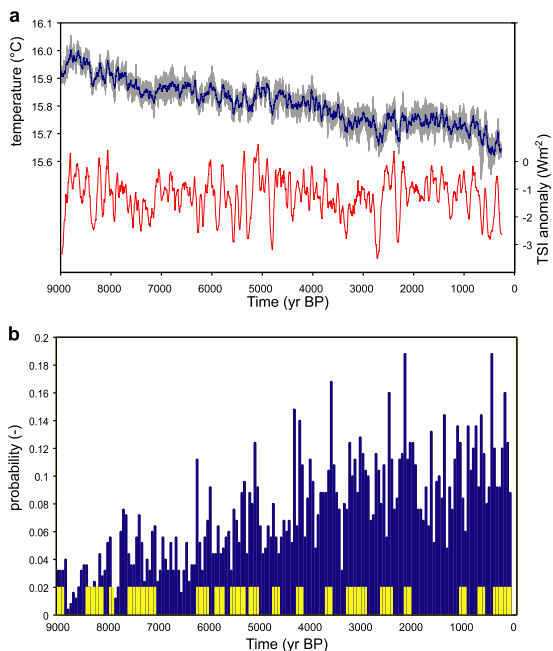 a
16.1
16.0
15.9
15.8
15.7
15.6
temperature (°C)
0
-1
-2
-3
TSI anomaly (Wm-2)
9000 8000 7000 6000 5000 4000 3000 2000 1000 0
Time (yr BP)
b
0.2
0.18
0.16
0.14
0.12
0.1
0.08
0.06
0.04
0.02
0
probability (-)
9000 8000 7000 6000 5000 4000 3000 2000 1000 0
Time (yr BP)